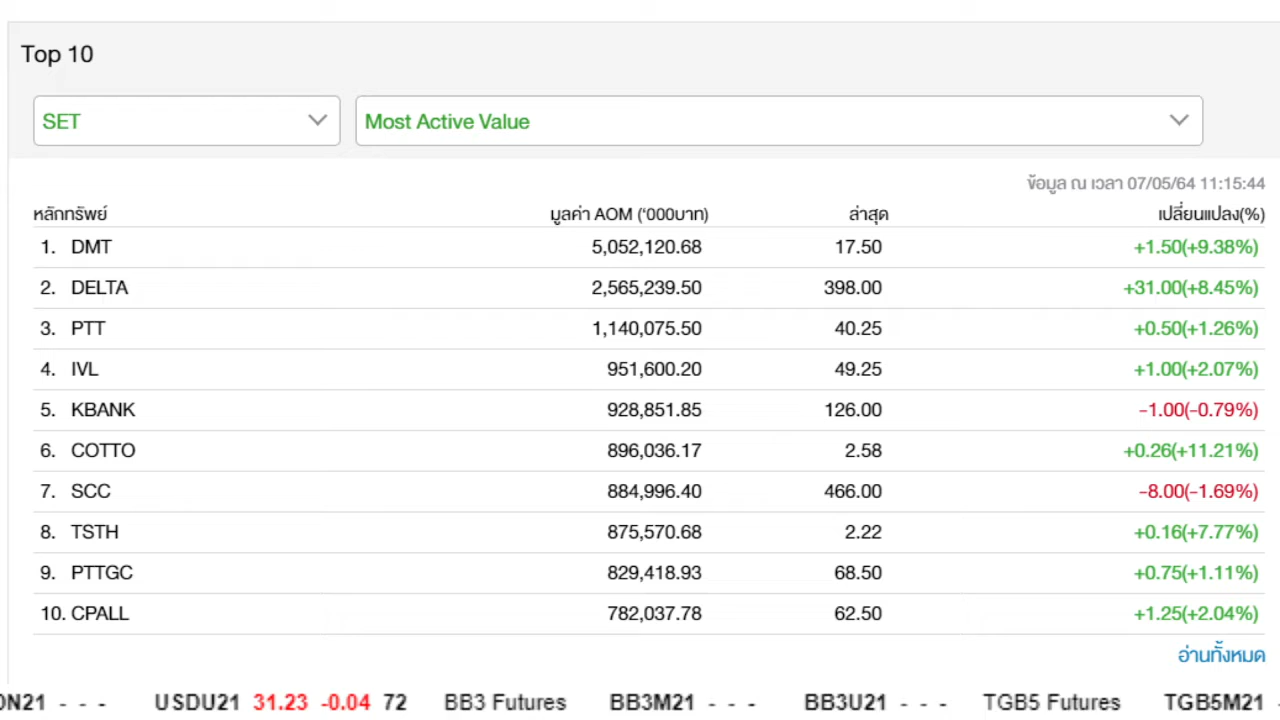 Top 10
SET Most Active Value
ข้อมูล ณ เวลา 07/05/64 11:15:44
หลักทรัพย์ มูลค่า AOM ('000บาท) ล่าสุด เปลี่ยนแปลง(%)
1. DMT 5,052,120.68 17.50 +1.50(+9.38%)
2. DELTA 2,565,239.50 398.00 +31.00(+8.45%)
3. PTT 1,140,075.50 40.25 +0.50(+1.26%)
4. IVL 951,600.20 49.25 +1.00(+2.07%)
5. KBANK 928,851.85 126.00 -1.00(-0.79%)
6. COTTO 896,036.17 2.58 +0.26(+11.21%)
7. SCC 884,996.40 466.00 -8.00(-1.69%)
8. TSTH 875,570.68 2.22 +0.16(+7.77%)
9. PTTGC 829,418.93 68.50 +0.75(+1.11%)
10. CPALL 782,037.78 62.50 +1.25(+2.04%)
อ่านทั้งหมด
N21 - - - USDU21 31.23 -0.04 72 BB3 Futures BB3M21 - - - BB3U21 - - - TGB5 Futures TGB5M21 -